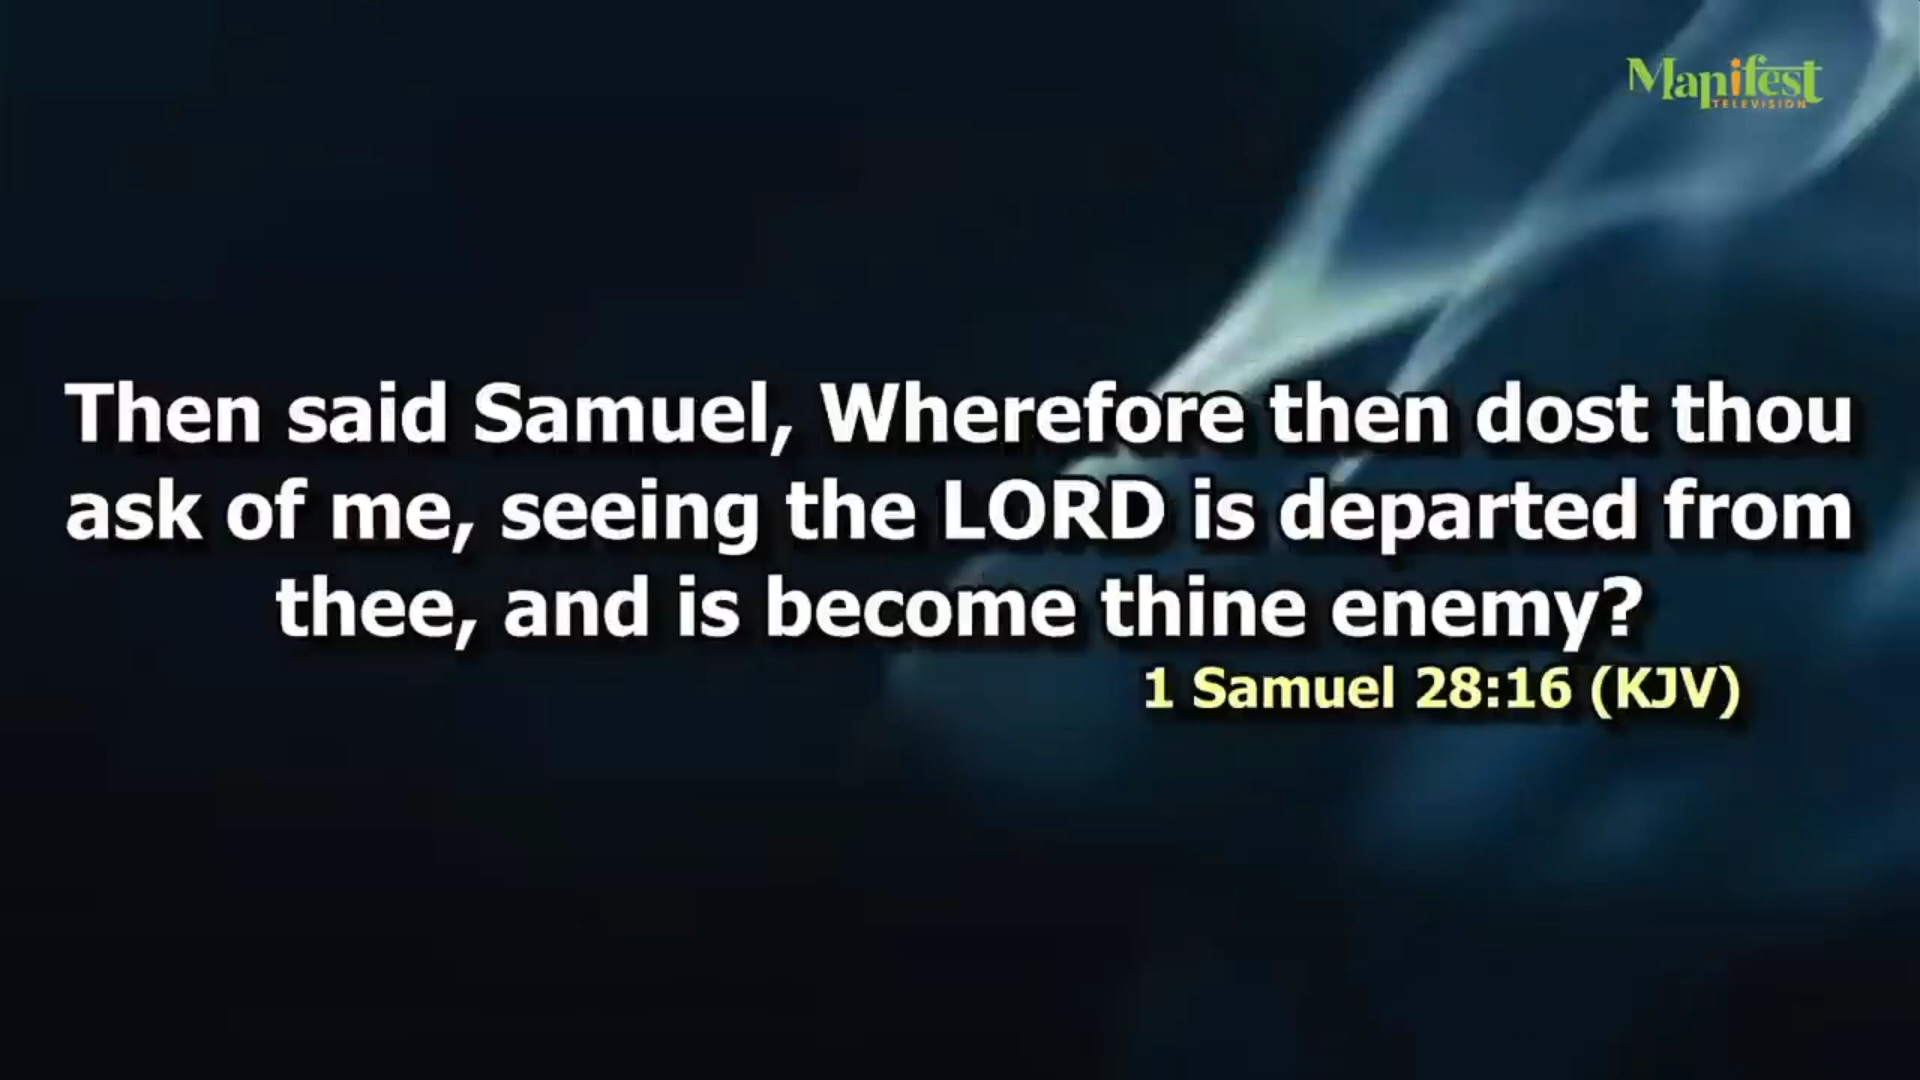 Manifest
TELEVISION
Then said Samuel, Wherefore then dost thou
ask of me, seeing the LORD is departed from
thee, and is become thine enemy?
1 Samuel 28:16 (KJV)